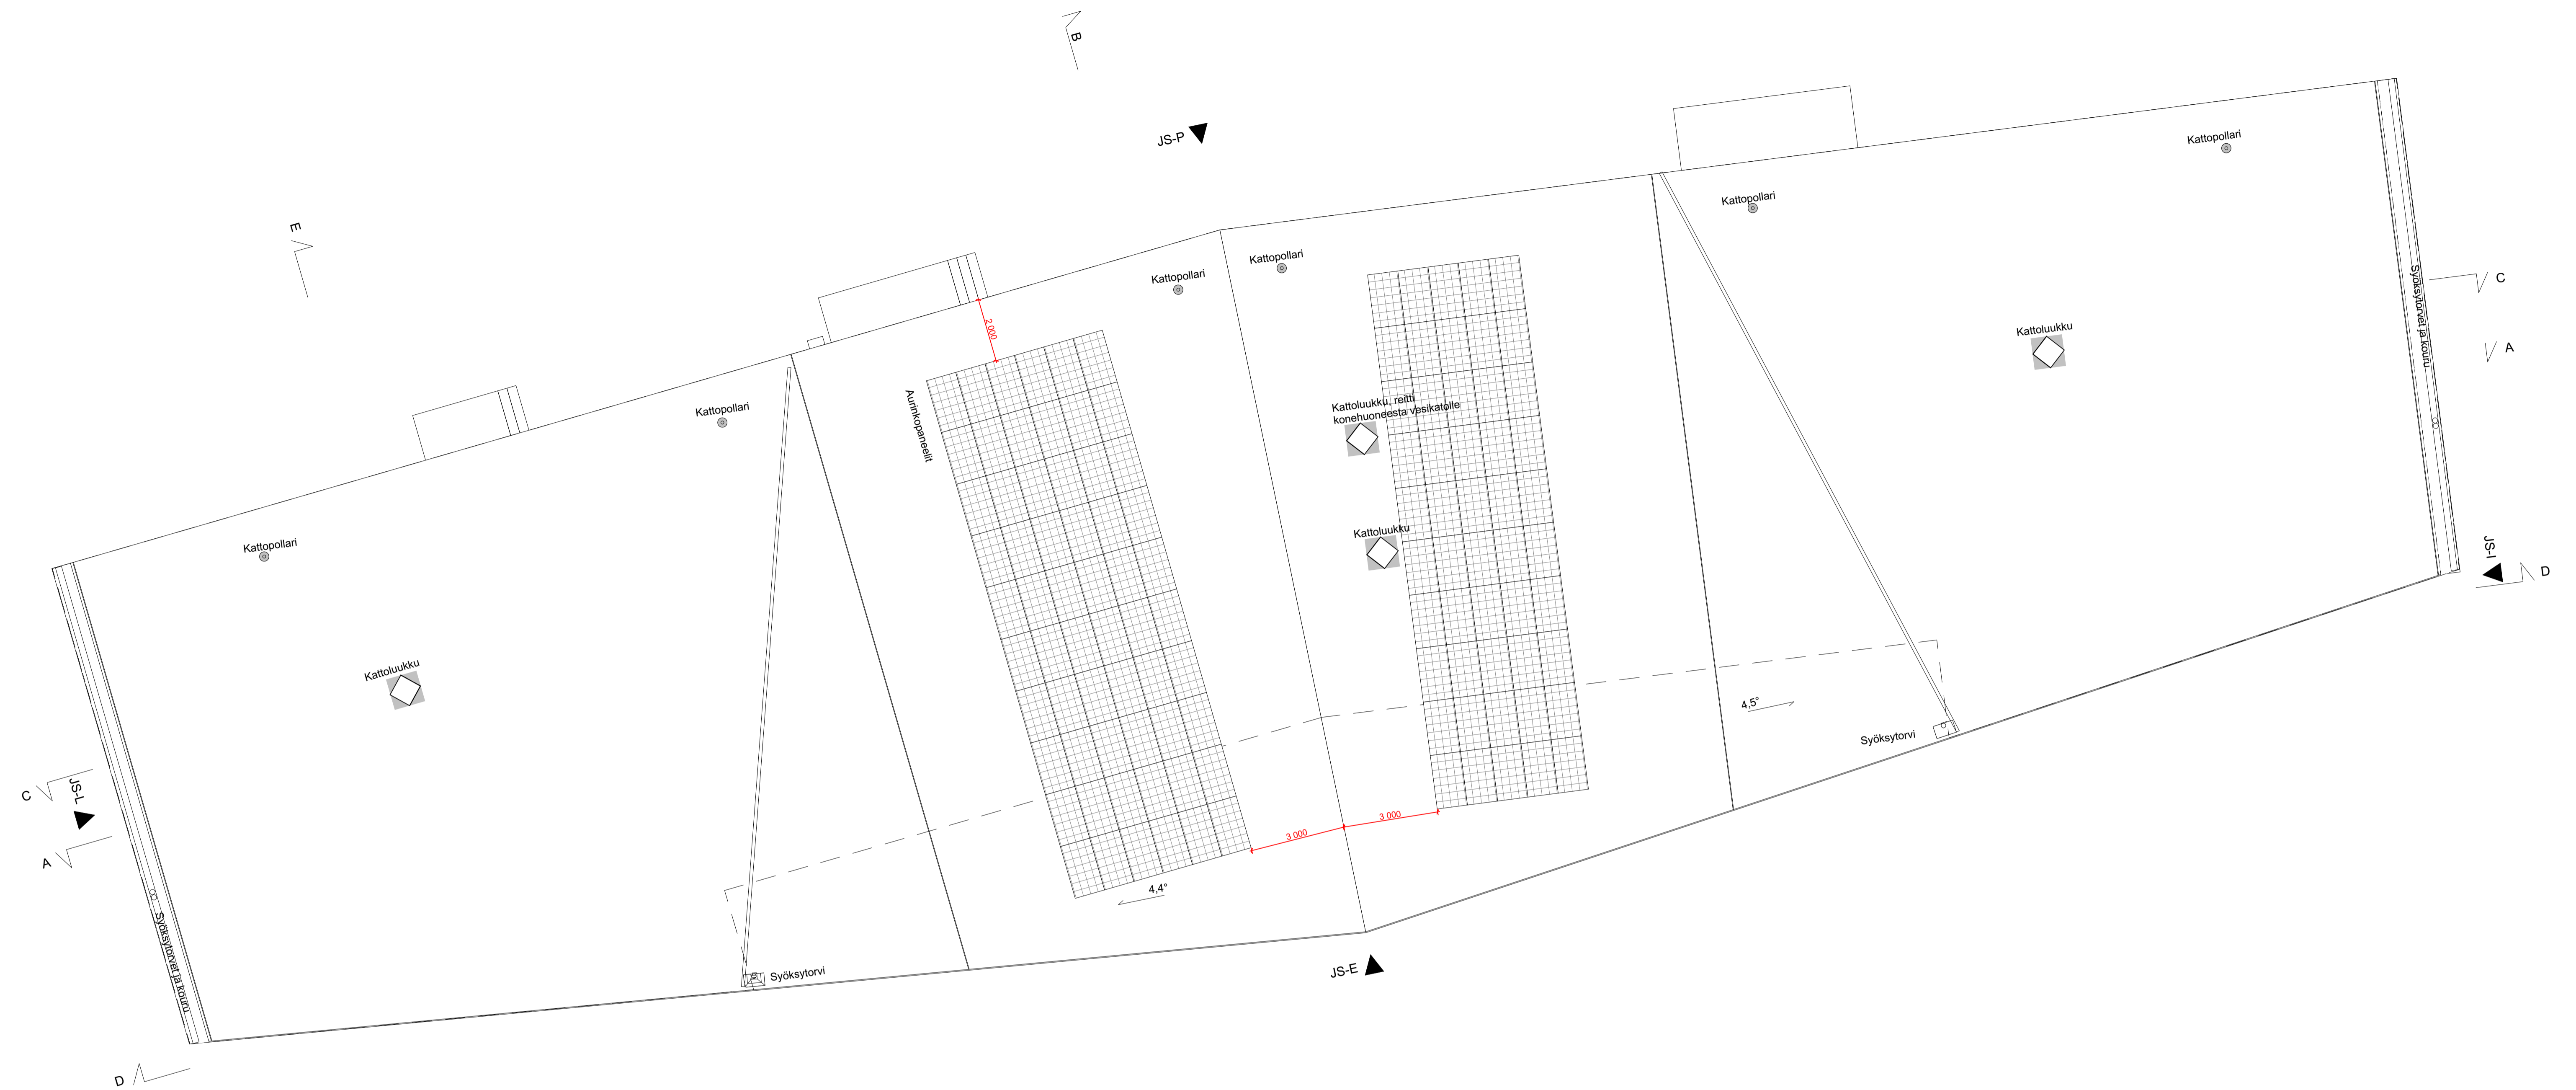 B
JS-P
Kattopollari
E
Kattopollari
Kattopollari
Kattopollari
C
Syöksytorvet ja kouru
2 000
Kattoluukku
A
Aurinkopaneelit
Kattoluukku, reitti
konehuoneesta vesikatolle
Kattopollari
Kattoluukku
Kattopollari
JS-I
D
Kattoluukku
4,5°
Syöksytorvi
C
JS-L
3 000
3 000
A
4,4°
Syöksytorvet ja kouru
Syöksytorvi
JS-E
D